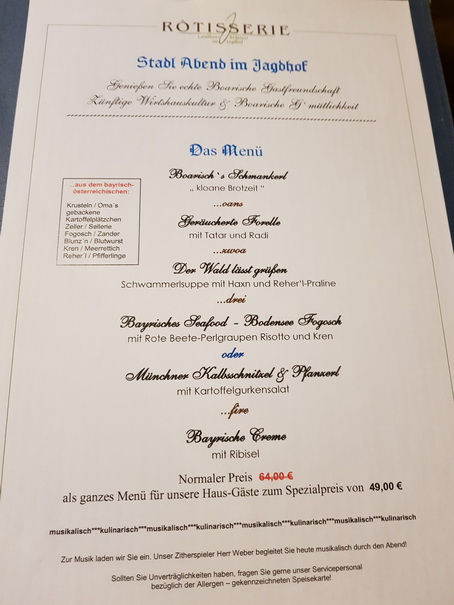 RÔTISSERIE
Stadl Abend im Jagdhof
Genießen Sie echte Boarische Gastfreundschaft
Zünftige Wirtshauskultur & Boarische G´mütlichkeit
Das Menü
...aus dem bayrisch-
österreichischen:
Krusteln / Oma´s
gebackene
Kartoffelplätzchen
Zeller / Sellerie
Fogosch / Zander
Blunz´n / Blutwurst
Kren / Meerrettich
Reher´l / Pfifferlinge
Boarisch`s Schmankerl
„ kloane Brotzeit “
...oans
Geräucherte Forelle
mit Tatar und Radi
...zwoa
Der Wald lässt grüßen
Schwammerlsuppe mit Haxn und Reher'l-Praline
...drei
Bayrisches Seafood - Bodensee Fogosch
mit Rote Beete-Perlgraupen Risotto und Kren
oder
Münchner Kalbsschnitzel & Pfanzerl
mit Kartoffelgurkensalat
...fire
Bayrische Creme
mit Ribisel
Normaler Preis 64,00 €
als ganzes Menü für unsere Haus-Gäste zum Spezialpreis von 49,00 €
musikalisch***kulinarisch***musikalisch***kulinarisch***musikalisch***kulinarisch***musikalisch***kulinarisch
Zur Musik laden wir Sie ein. Unser Zitherspieler Herr Weber begleitet Sie heute musikalisch durch den Abend!
Sollten Sie Unverträglichkeiten haben, fragen Sie gerne unser Servicepersonal
bezüglich der Allergen – gekennzeichneten Speisekarte!